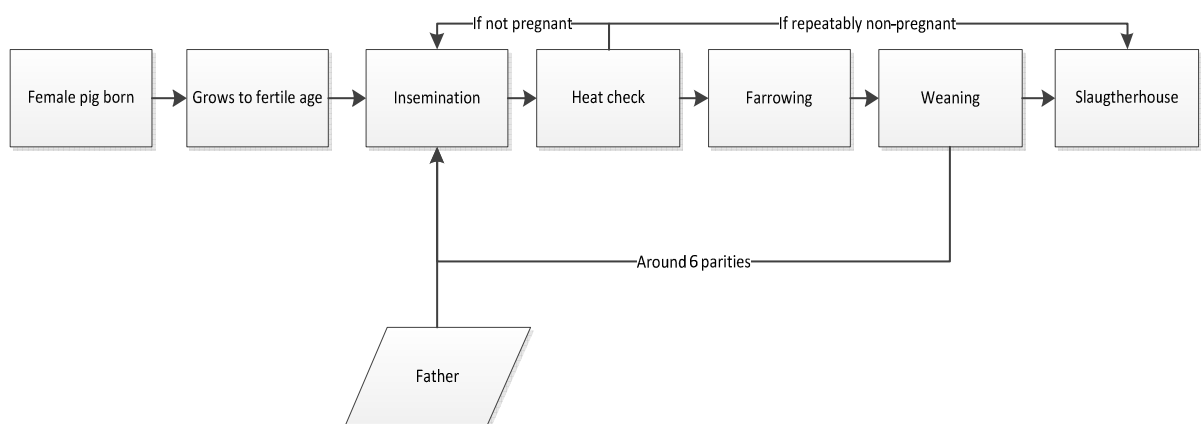 If not pregnant
If repeatably non-pregnant
Female pig born
Grows to fertile age
Insemination
Heat check
Farrowing
Weaning
Slaugtherhouse
Around 6 parities
Father